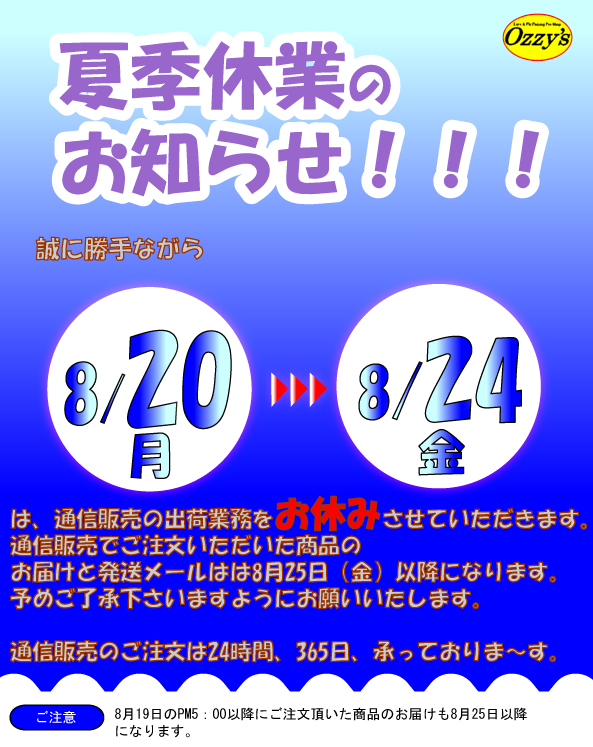 Lure & Fly Fishing Pro Shop
Ozzy's
夏季休業の
お知らせ！！！
誠に勝手ながら
8/20
月
8/24
金
は、通信販売の出荷業務をお休みさせていただきます。
通信販売でご注文いただいた商品の
お届けと発送メールはは8月25日（金）以降になります。
予めご了承下さいますようにお願いいたします。
通信販売のご注文は24時間、365日、承っておりま～す。
ご注意
8月19日のPM5：00以降にご注文頂いた商品のお届けも8月25日以降
になります。